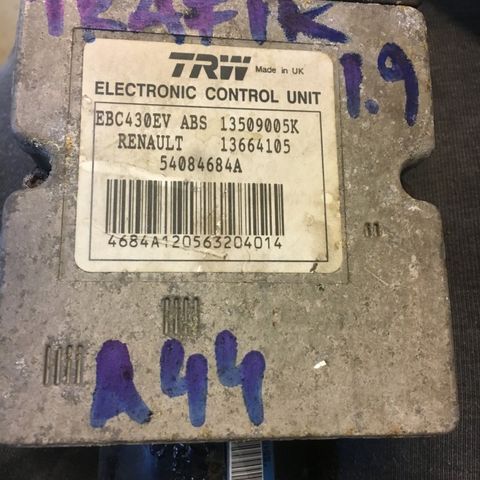 TRAFIK
1.9
TRW Made in UK
ELECTRONIC CONTROL UNIT
EBC430EV ABS 13509005K
RENAULT 13664105
54084684A
4684A120563204014
A44